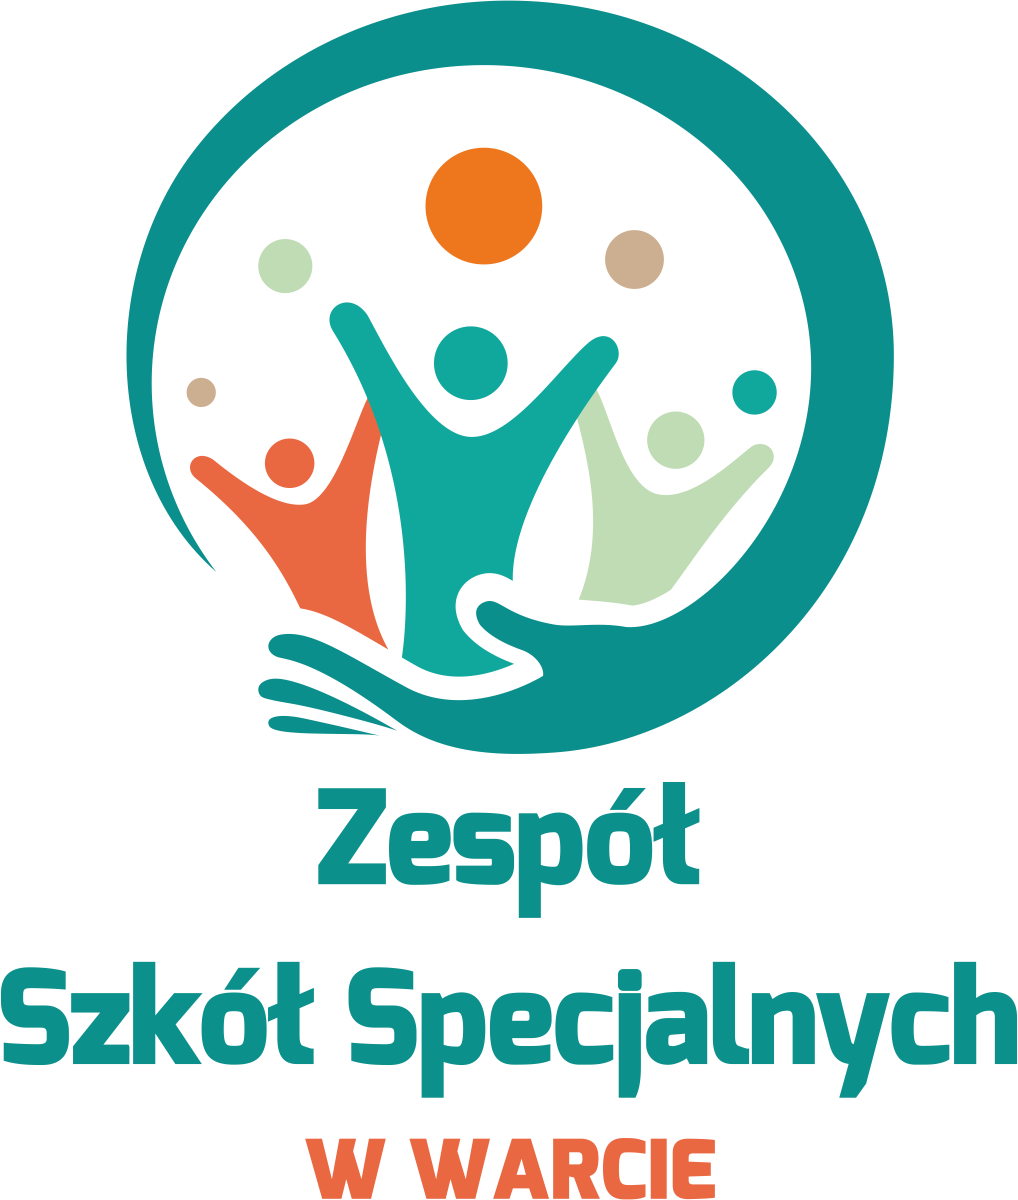 Zespół
Szkół Specjalnych
W WARCIE